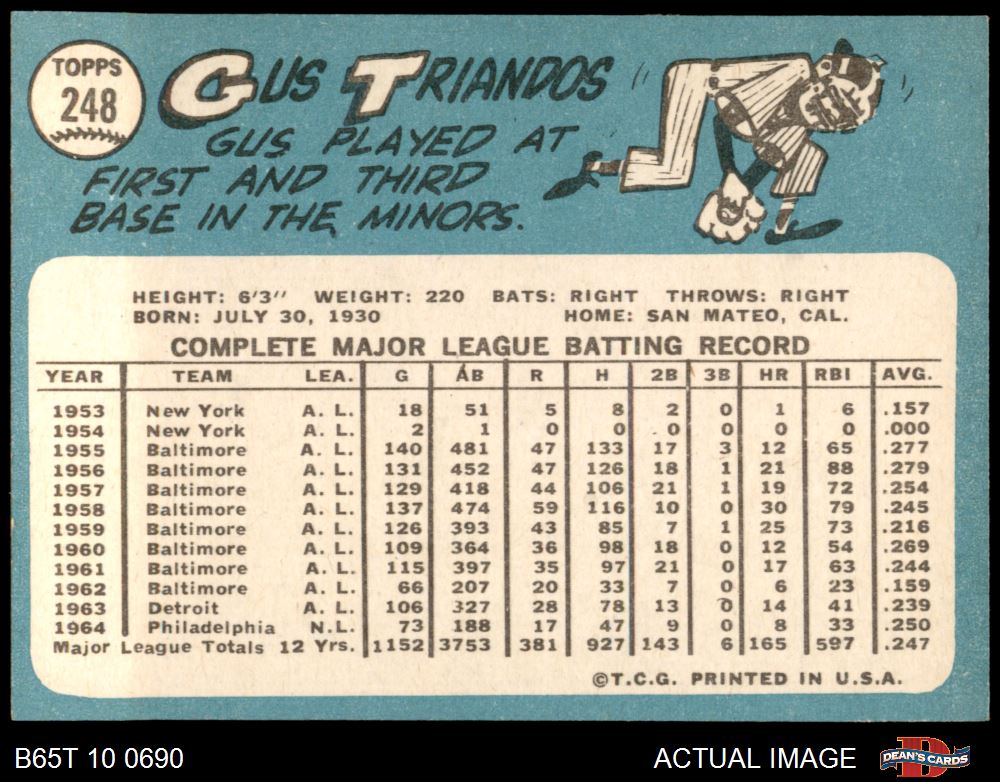 TOPPS
248
GUS TRIANDOS
GUS PLAYED AT
FIRST AND THIRD
BASE IN THE MINORS.
HEIGHT: 6'3" WEIGHT: 220 BATS: RIGHT THROWS: RIGHT
BORN: JULY 30, 1930 HOME: SAN MATEO, CAL.
COMPLETE MAJOR LEAGUE BATTING RECORD
YEAR TEAM LEA. G AB R H 2B 3B HR RBI AVG.
1953 New York A. L. 18 51 5 8 2 0 1 6 .157
1954 New York A. L. 2 1 0 0 0 0 0 0 .000
1955 Baltimore A. L. 140 481 47 133 17 3 12 65 .277
1956 Baltimore A. L. 131 452 47 126 18 1 21 88 .279
1957 Baltimore A. L. 129 418 44 106 21 1 19 72 .254
1958 Baltimore A. L. 137 474 59 116 10 0 30 79 .245
1959 Baltimore A. L. 126 393 43 85 7 1 25 73 .216
1960 Baltimore A. L. 109 364 36 98 18 0 12 54 .269
1961 Baltimore A. L. 115 397 35 97 21 0 17 63 .244
1962 Baltimore A. L. 66 207 20 33 7 0 6 23 .159
1963 Detroit A. L. 106 327 28 78 13 0 14 41 .239
1964 Philadelphia N.L. 73 188 17 47 9 0 8 33 .250
Major League Totals 12 Yrs. 1152 3753 381 927 143 6 165 597 .247
©T.C.G. PRINTED IN U.S.A.
B65T 10 0690 ACTUAL IMAGE DEAN'S CARDS